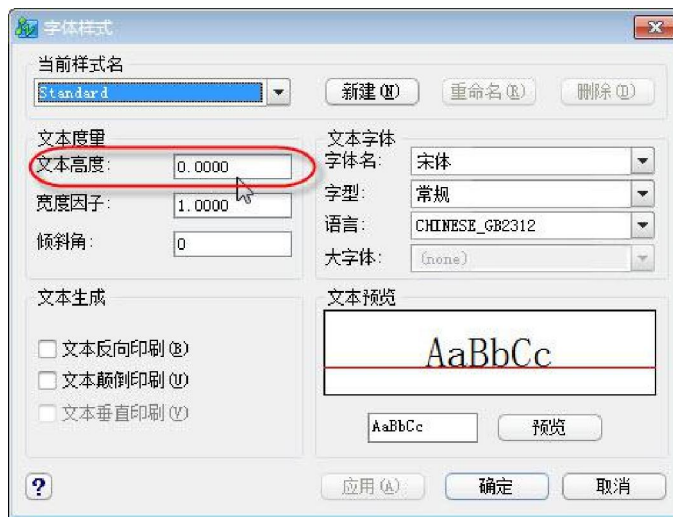 字体样式
当前样式名
Standard
新建(N)
重命名(R)
删除(D)
文本度量
文本高度:
0.0000
宽度因子:
1.0000
倾斜角:
0
文本字体
字体名:
宋体
字型:
常规
语言:
CHINESE_GB2312
大字体:
(none)
文本生成
文本反向印刷(B)
文本颠倒印刷(U)
文本垂直印刷(V)
文本预览
AaBbCc
AaBbCc
预览
?
应用(A)
确定
取消